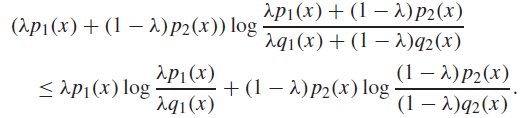 (λp₁(x) + (1 − λ)p₂(x)) log λp₁(x) + (1 − λ)p₂(x) / λq₁(x) + (1 − λ)q₂(x)
≤ λp₁(x) log λp₁(x) / λq₁(x) + (1 − λ)p₂(x) log (1 − λ)p₂(x) / (1 − λ)q₂(x).